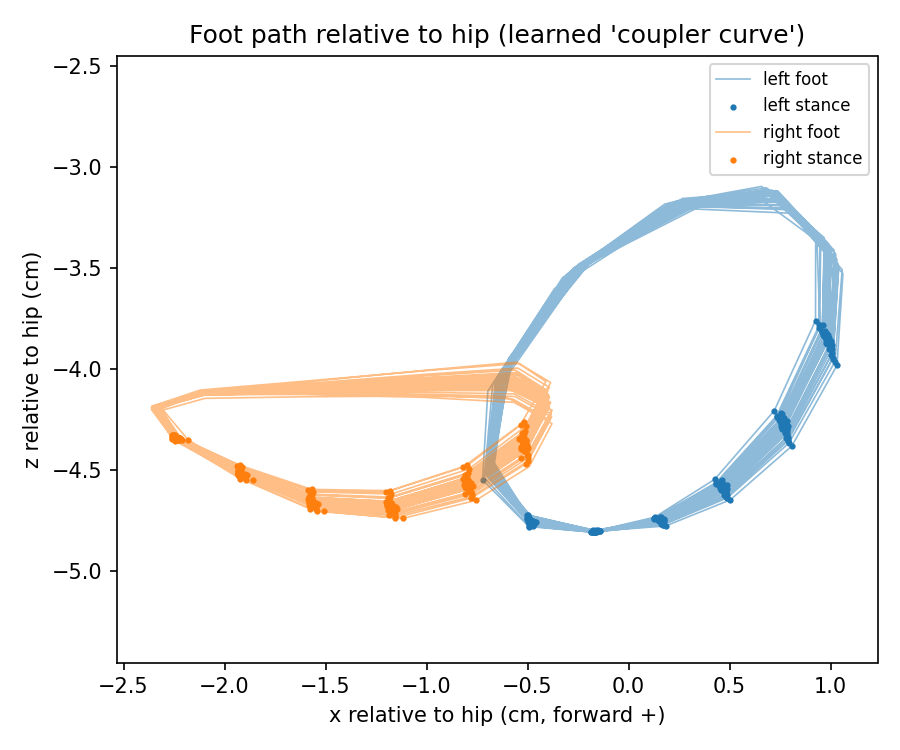 Foot path relative to hip (learned 'coupler curve')
left foot
left stance
right foot
right stance
−2.5
−3.0
−3.5
−4.0
−4.5
−5.0
z relative to hip (cm)
−2.5 −2.0 −1.5 −1.0 −0.5 0.0 0.5 1.0
x relative to hip (cm, forward +)